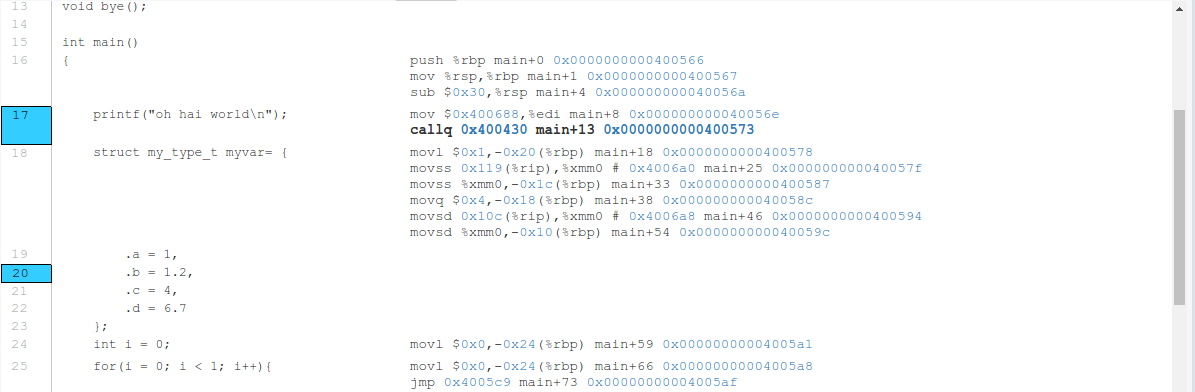 13 void bye();
14
15 int main()
16 { push %rbp main+0 0x0000000000400566
mov %rsp,%rbp main+1 0x0000000000400567
sub $0x30,%rsp main+4 0x000000000040056a
17 printf("oh hai world\n"); mov $0x400688,%edi main+8 0x000000000040056e
callq 0x400430 main+13 0x0000000000400573
18 struct my_type_t myvar= { movl $0x1,-0x20(%rbp) main+18 0x0000000000400578
movss 0x119(%rip),%xmm0 # 0x4006a0 main+25 0x000000000040057f
movss %xmm0,-0x1c(%rbp) main+33 0x0000000000400587
movq $0x4,-0x18(%rbp) main+38 0x000000000040058c
movsd 0x10c(%rip),%xmm0 # 0x4006a8 main+46 0x0000000000400594
movsd %xmm0,-0x10(%rbp) main+54 0x000000000040059c
19 .a = 1,
20 .b = 1.2,
21 .c = 4,
22 .d = 6.7
23 };
24 int i = 0; movl $0x0,-0x24(%rbp) main+59 0x00000000004005a1
25 for(i = 0; i < 1; i++){ movl $0x0,-0x24(%rbp) main+66 0x00000000004005a8
jmp 0x4005c9 main+73 0x00000000004005af